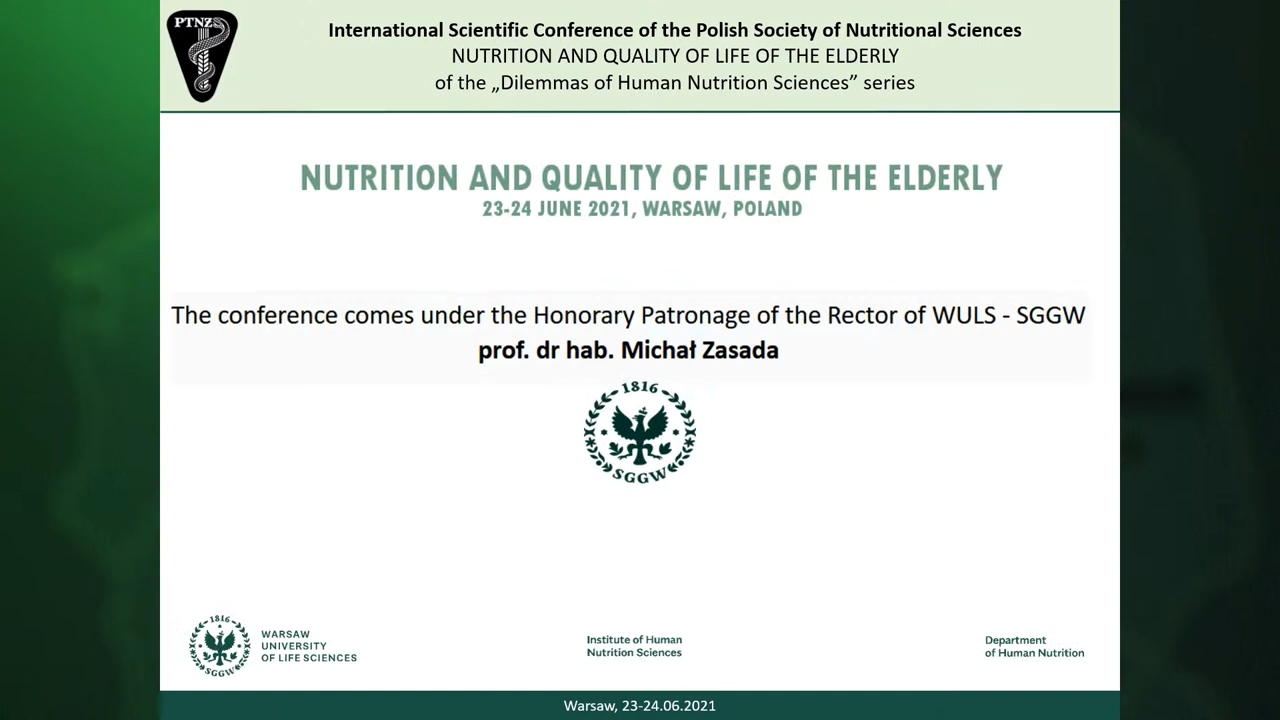 PTNZ
International Scientific Conference of the Polish Society of Nutritional Sciences
NUTRITION AND QUALITY OF LIFE OF THE ELDERLY
of the „Dilemmas of Human Nutrition Sciences” series
NUTRITION AND QUALITY OF LIFE OF THE ELDERLY
23-24 JUNE 2021, WARSAW, POLAND
The conference comes under the Honorary Patronage of the Rector of WULS - SGGW
prof. dr hab. Michał Zasada
1816
SGGW
1816
SGGW
WARSAW
UNIVERSITY
OF LIFE SCIENCES
Institute of Human
Nutrition Sciences
Department
of Human Nutrition
Warsaw, 23-24.06.2021